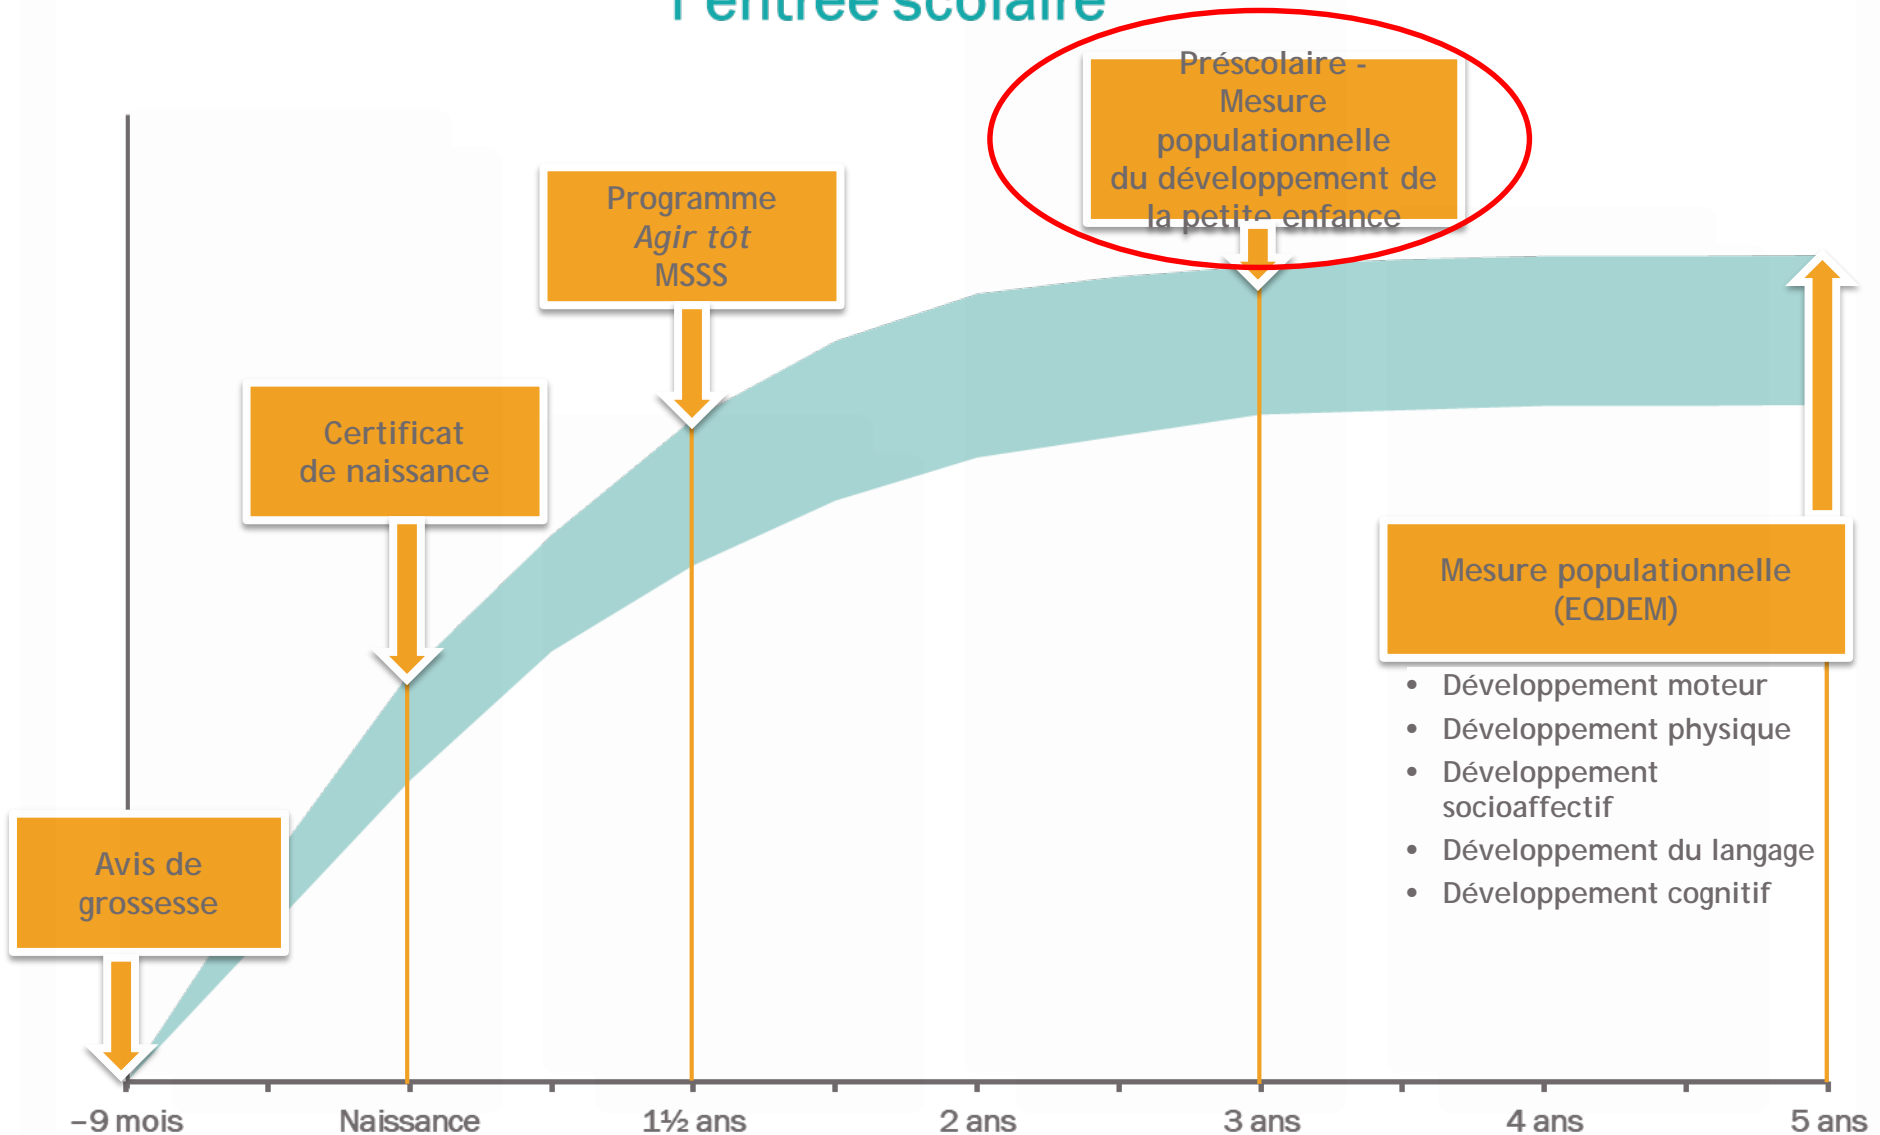 l'entrée scolaire
Préscolaire -
Mesure
populationnelle
du développement de
la petite enfance
Programme
Agir tôt
MSSS
Certificat
de naissance
Mesure populationnelle
(EQDEM)
• Développement moteur
• Développement physique
• Développement
socioaffectif
• Développement du langage
• Développement cognitif
Avis de
grossesse
–9 mois
Naissance
1½ ans
2 ans
3 ans
4 ans
5 ans